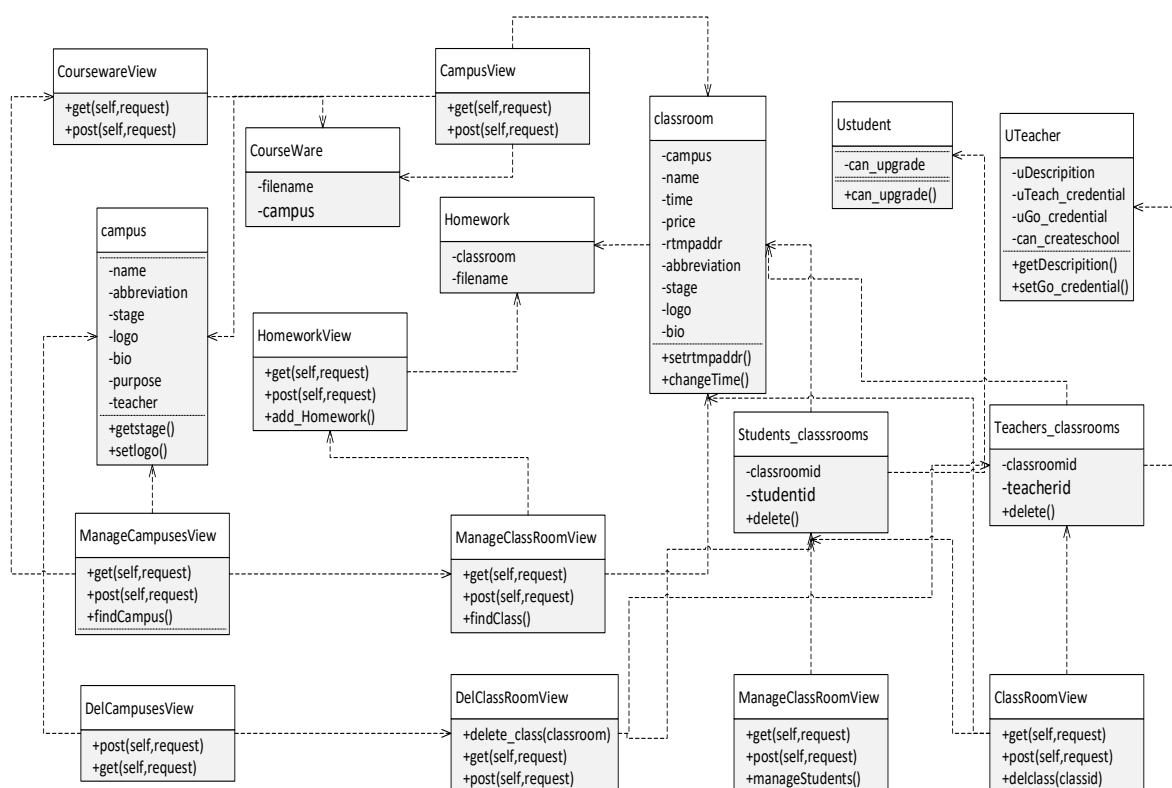 CoursewareView
+get(self,request)
+post(self,request)
CampusView
+get(self,request)
+post(self,request)
CourseWare
-filename
-campus
classroom
-campus
-name
-time
-price
-rtmpaddr
-abbreviation
-stage
-logo
-bio
+setrtmpaddr()
+changeTime()
Ustudent
-can_upgrade
+can_upgrade()
UTeacher
-uDescripition
-uTeach_credential
-uGo_credential
-can_createschool
+getDescripition()
+setGo_credential()
campus
-name
-abbreviation
-stage
-logo
-bio
-purpose
-teacher
+getstage()
+setlogo()
Homework
-classroom
-filename
HomeworkView
+get(self,request)
+post(self,request)
+add_Homework()
Students_classsrooms
-classroomid
-studentid
+delete()
Teachers_classrooms
-classroomid
-teacherid
+delete()
ManageCampusesView
+get(self,request)
+post(self,request)
+findCampus()
ManageClassRoomView
+get(self,request)
+post(self,request)
+findClass()
DelCampusesView
+post(self,request)
+get(self,request)
DelClassRoomView
+delete_class(classroom)
+get(self,request)
+post(self,request)
ManageClassRoomView
+get(self,request)
+post(self,request)
+manageStudents()
ClassRoomView
+get(self,request)
+post(self,request)
+delclass(classid)